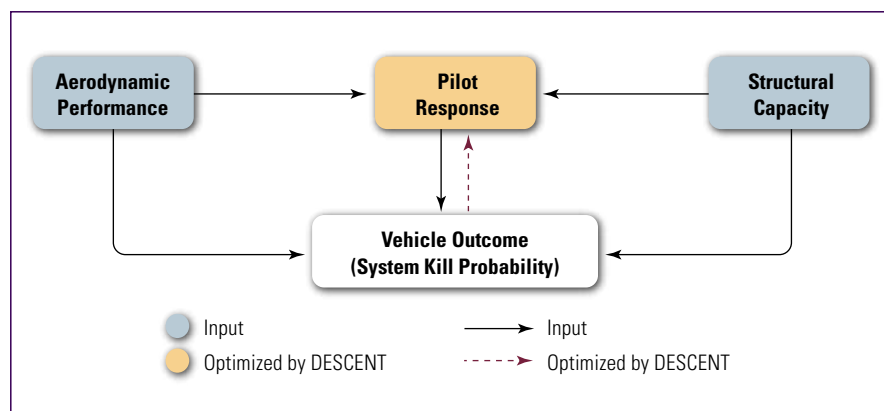 Aerodynamic
Performance
Pilot
Response
Structural
Capacity
Vehicle Outcome
(System Kill Probability)
Input
Input
Optimized by DESCENT
Optimized by DESCENT